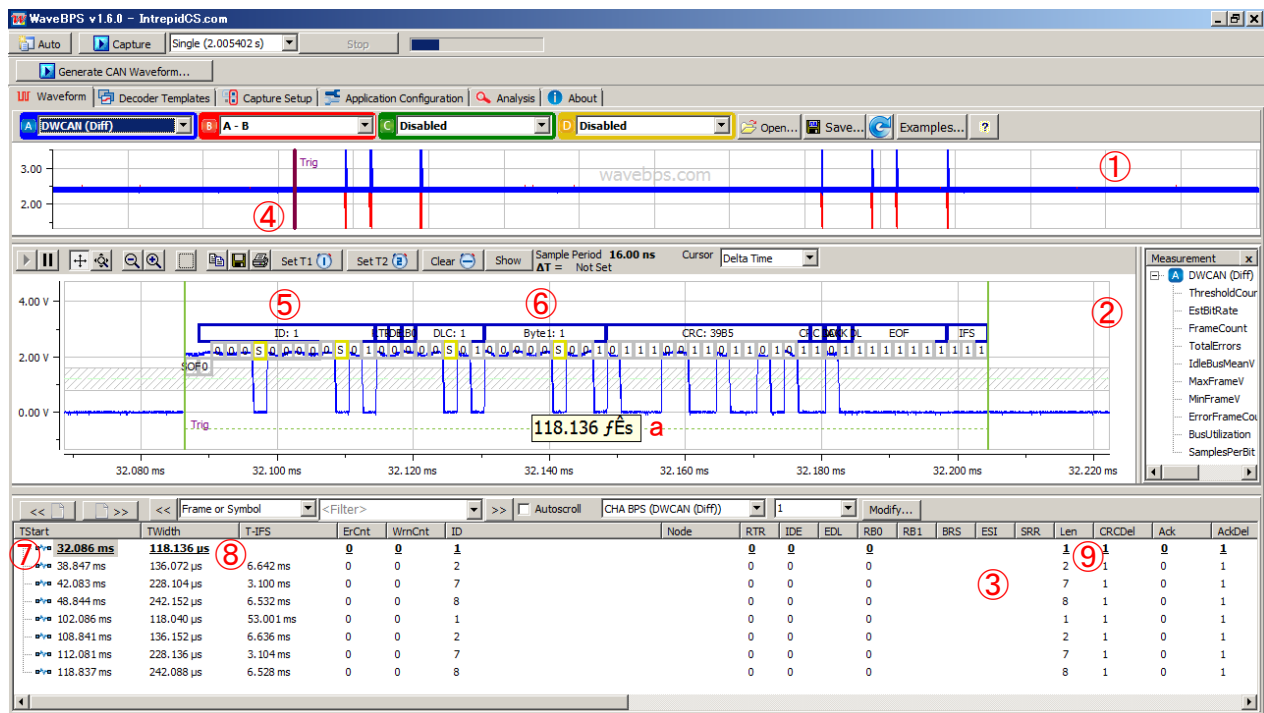 WaveBPS v1.6.0 - IntrepidCS.com
Auto Capture Single (2.005402 s) Stop
Generate CAN Waveform...
Waveform Decoder Templates Capture Setup Application Configuration Analysis About
A DWCAN (Diff) B A - B C Disabled D Disabled Open... Save... Examples... ?
3.00
2.00
Trig
wavebps.com
①
④
Set T1 Set T2 Clear Show Sample Period 16.00 ns Cursor Delta Time
ΔT = Not Set
Measurement x
A DWCAN (Diff)
ThresholdCour
EstBitRate
FrameCount
TotalErrors
IdleBusMeanV
MaxFrameV
MinFrameV
ErrorFrameCou
BusUtilization
SamplesPerBit
②
4.00 V
2.00 V
0.00 V
⑤ ⑥
ID: 1 DLC: 1 Byte1: 1 CRC: 39B5 EOF IFS
SOF0
Trig
118.136 ƒÊs a
32.080 ms 32.100 ms 32.120 ms 32.140 ms 32.160 ms 32.180 ms 32.200 ms 32.220 ms
<< >> << Frame or Symbol <Filter> >> Autoscroll CHA BPS (DWCAN (Diff)) 1 Modify...
TStart TWidth T-IFS ErCnt WrnCnt ID Node RTR IDE EDL RB0 RB1 BRS ESI SRR Len CRCDel Ack AckDel
⑦ 32.086 ms 118.136 µs ⑧ 0 0 1 0 0 0 1 ⑨ 1 0 1
38.847 ms 136.072 µs 6.642 ms 0 0 2 0 0 0 2 1 0 1
42.083 ms 228.104 µs 3.100 ms 0 0 7 0 0 0 ③ 7 1 0 1
48.844 ms 242.152 µs 6.532 ms 0 0 8 0 0 0 8 1 0 1
102.086 ms 118.040 µs 53.001 ms 0 0 1 0 0 0 1 1 0 1
108.841 ms 136.152 µs 6.636 ms 0 0 2 0 0 0 2 1 0 1
112.081 ms 228.136 µs 3.104 ms 0 0 7 0 0 0 7 1 0 1
118.837 ms 242.088 µs 6.528 ms 0 0 8 0 0 0 8 1 0 1